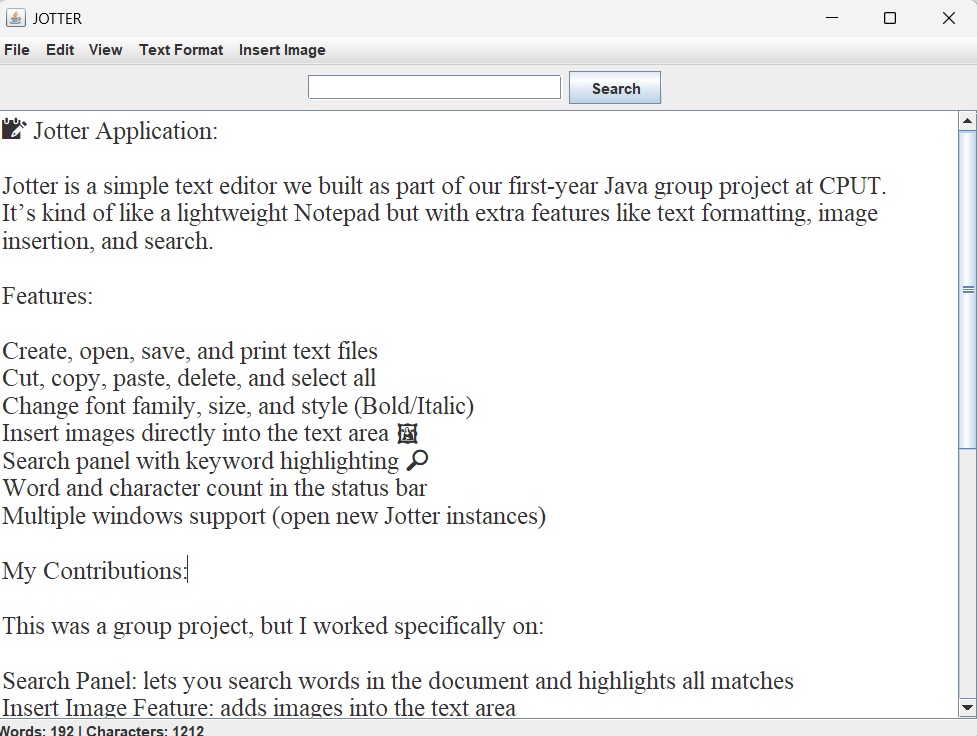 JOTTER
File Edit View Text Format Insert Image
Search
Jotter Application:
Jotter is a simple text editor we built as part of our first-year Java group project at CPUT.
It’s kind of like a lightweight Notepad but with extra features like text formatting, image
insertion, and search.
Features:
Create, open, save, and print text files
Cut, copy, paste, delete, and select all
Change font family, size, and style (Bold/Italic)
Insert images directly into the text area
Search panel with keyword highlighting
Word and character count in the status bar
Multiple windows support (open new Jotter instances)
My Contributions:
This was a group project, but I worked specifically on:
Search Panel: lets you search words in the document and highlights all matches
Insert Image Feature: adds images into the text area
Words: 192 | Characters: 1212